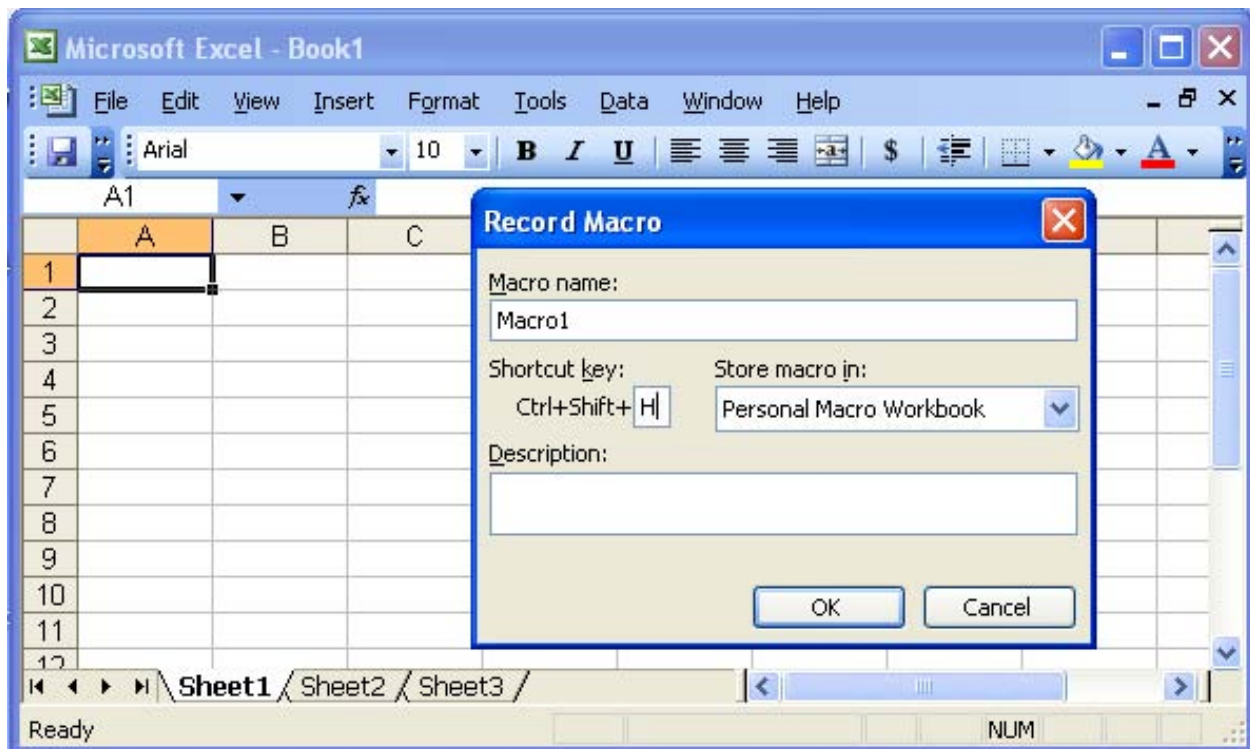 Microsoft Excel - Book1
File Edit View Insert Format Tools Data Window Help
Arial 10 B I U $ A
A1 fx
A B C
Record Macro
Macro name:
Macro1
Shortcut key: Store macro in:
Ctrl+Shift+ H Personal Macro Workbook
Description:
OK Cancel
1
2
3
4
5
6
7
8
9
10
11
12
Sheet1 Sheet2 Sheet3
Ready NUM